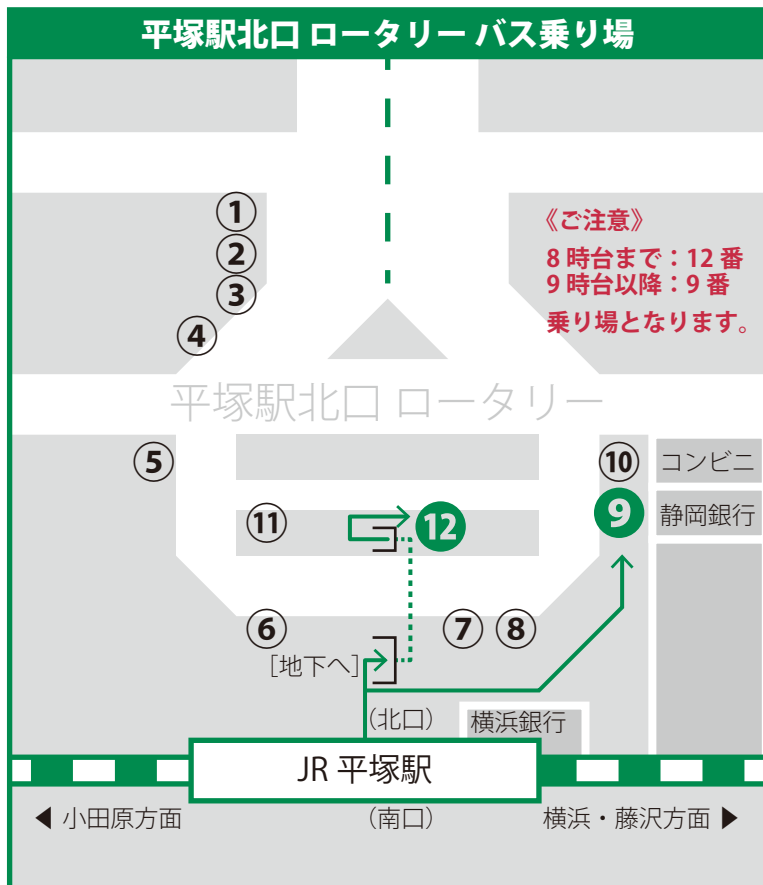 平塚駅北口 ロータリー バス乗り場
①
②
③
④
《ご注意》
8時台まで：12番
9時台以降：9番
乗り場となります。
平塚駅北口 ロータリー
⑤
⑩
コンビニ
⑪
12
9
静岡銀行
⑥
⑦
⑧
[地下へ]
(北口)
横浜銀行
JR 平塚駅
◀ 小田原方面
(南口)
横浜・藤沢方面 ▶